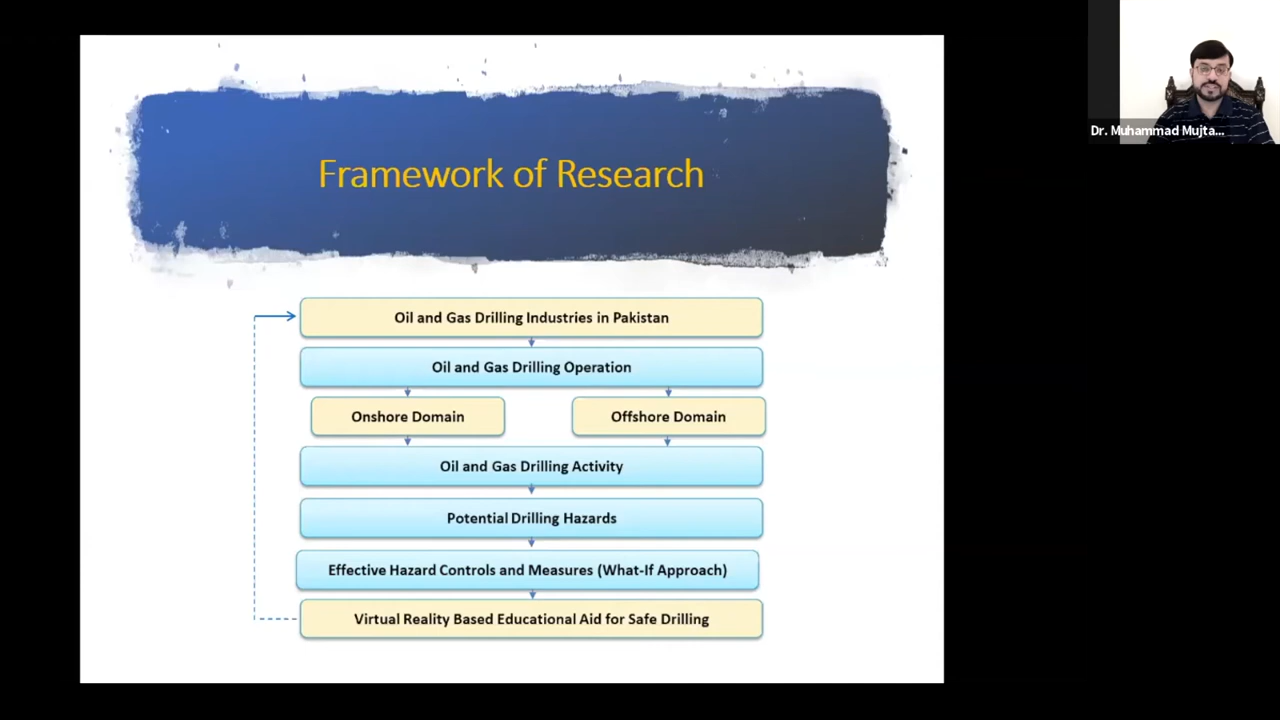 Framework of Research
Dr. Muhammad Mujta...
Oil and Gas Drilling Industries in Pakistan
Oil and Gas Drilling Operation
Onshore Domain
Offshore Domain
Oil and Gas Drilling Activity
Potential Drilling Hazards
Effective Hazard Controls and Measures (What-If Approach)
Virtual Reality Based Educational Aid for Safe Drilling